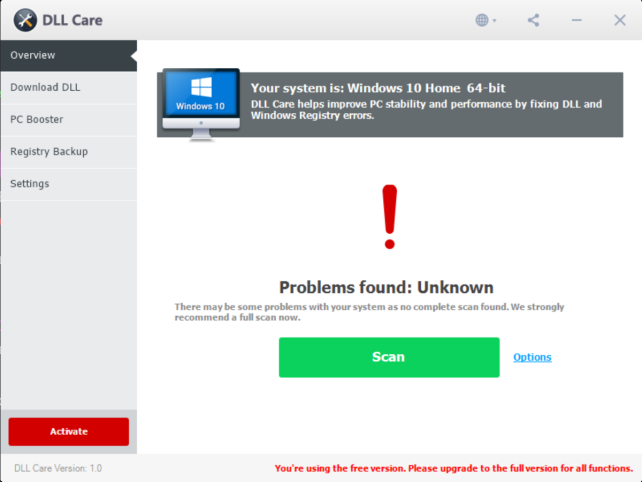 DLL Care
Overview
Download DLL
PC Booster
Registry Backup
Settings
Windows 10
Your system is: Windows 10 Home 64-bit
DLL Care helps improve PC stability and performance by fixing DLL and
Windows Registry errors.
!
Problems found: Unknown
There may be some problems with your system as no complete scan found. We strongly
recommend a full scan now.
Scan
Options
Activate
DLL Care Version: 1.0
You're using the free version. Please upgrade to the full version for all functions.